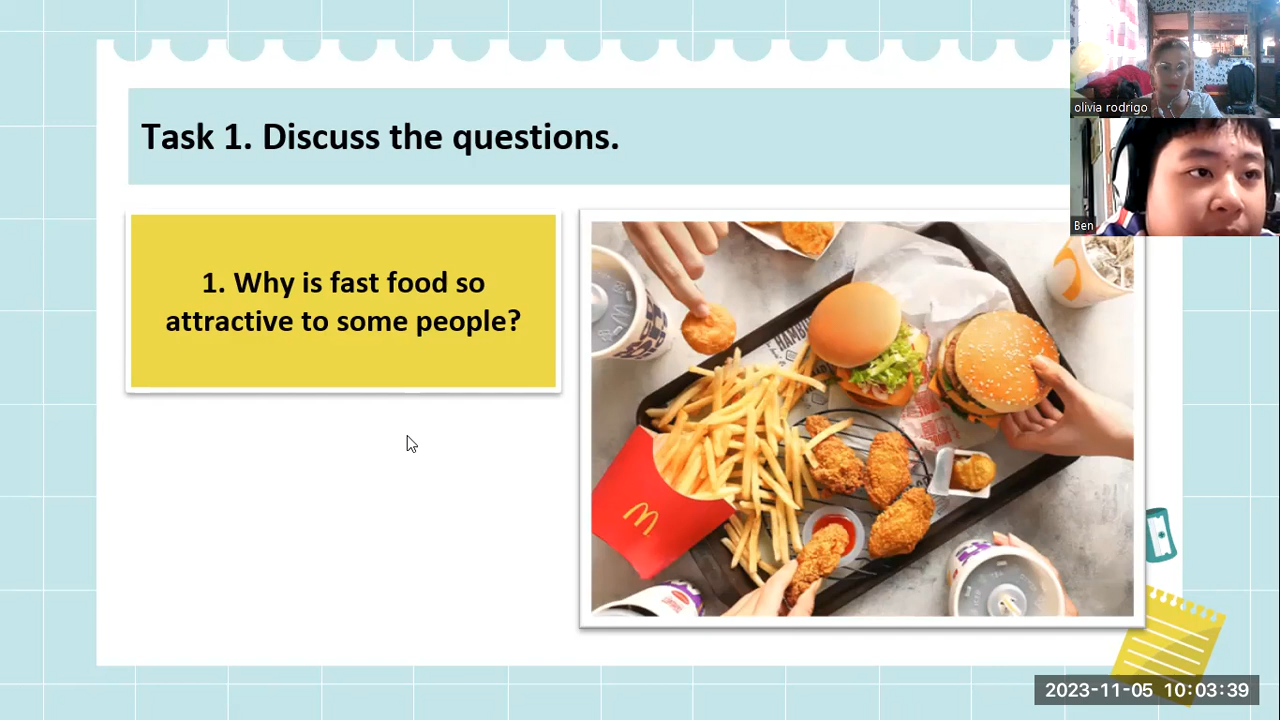 Task 1. Discuss the questions.
olivia rodrigo
Ben
1. Why is fast food so
attractive to some people?
2023-11-05 10:03:39